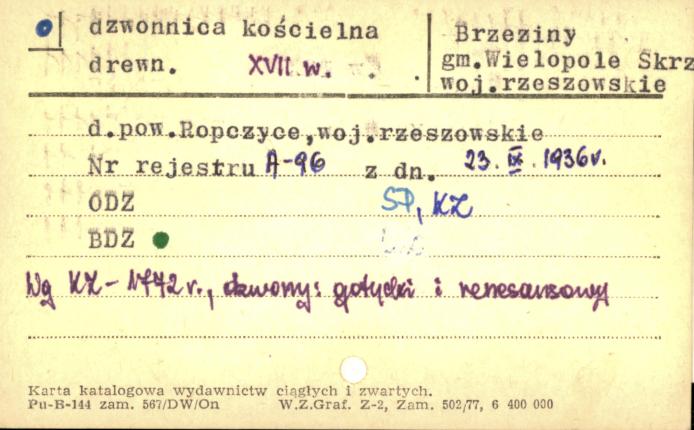 dzwonnica kościelna
drewn. XVII w.
Brzeziny
gm.Wielopole Skrz
woj.rzeszowskie
d.pow.Ropczyce,woj.rzeszowskie
Nr rejestru A-96 z dn. 23. IX. 1936r.
ODZ SP, KZ
BDZ
Wg KZ - 1772 r., dzwony: gotycki i renesansowy
Karta katalogowa wydawnictw ciągłych i zwartych.
Pu-B-144 zam. 567/DW/On W.Z.Graf. Z-2, Zam. 502/77, 6 400 000